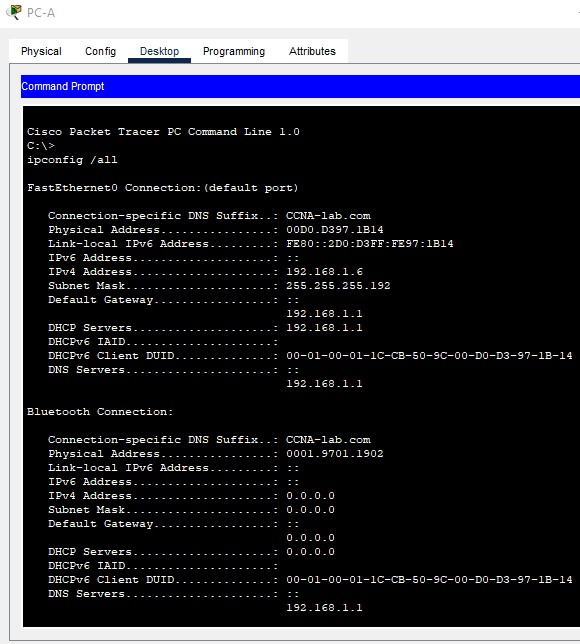 PC-A
Physical Config Desktop Programming Attributes
Command Prompt
Cisco Packet Tracer PC Command Line 1.0
C:\>
ipconfig /all
FastEthernet0 Connection:(default port)
Connection-specific DNS Suffix..: CCNA-lab.com
Physical Address................: 00D0.D397.1B14
Link-local IPv6 Address.........: FE80::2D0:D3FF:FE97:1B14
IPv6 Address....................: ::
IPv4 Address....................: 192.168.1.6
Subnet Mask.....................: 255.255.255.192
Default Gateway.................: ::
192.168.1.1
DHCP Servers....................: 192.168.1.1
DHCPv6 IAID.....................:
DHCPv6 Client DUID..............: 00-01-00-01-1C-CB-50-9C-00-D0-D3-97-1B-14
DNS Servers.....................: ::
192.168.1.1
Bluetooth Connection:
Connection-specific DNS Suffix..: CCNA-lab.com
Physical Address................: 0001.9701.1902
Link-local IPv6 Address.........: ::
IPv6 Address....................: ::
IPv4 Address....................: 0.0.0.0
Subnet Mask.....................: 0.0.0.0
Default Gateway.................: ::
0.0.0.0
DHCP Servers....................: 0.0.0.0
DHCPv6 IAID.....................:
DHCPv6 Client DUID..............: 00-01-00-01-1C-CB-50-9C-00-D0-D3-97-1B-14
DNS Servers.....................: ::
192.168.1.1